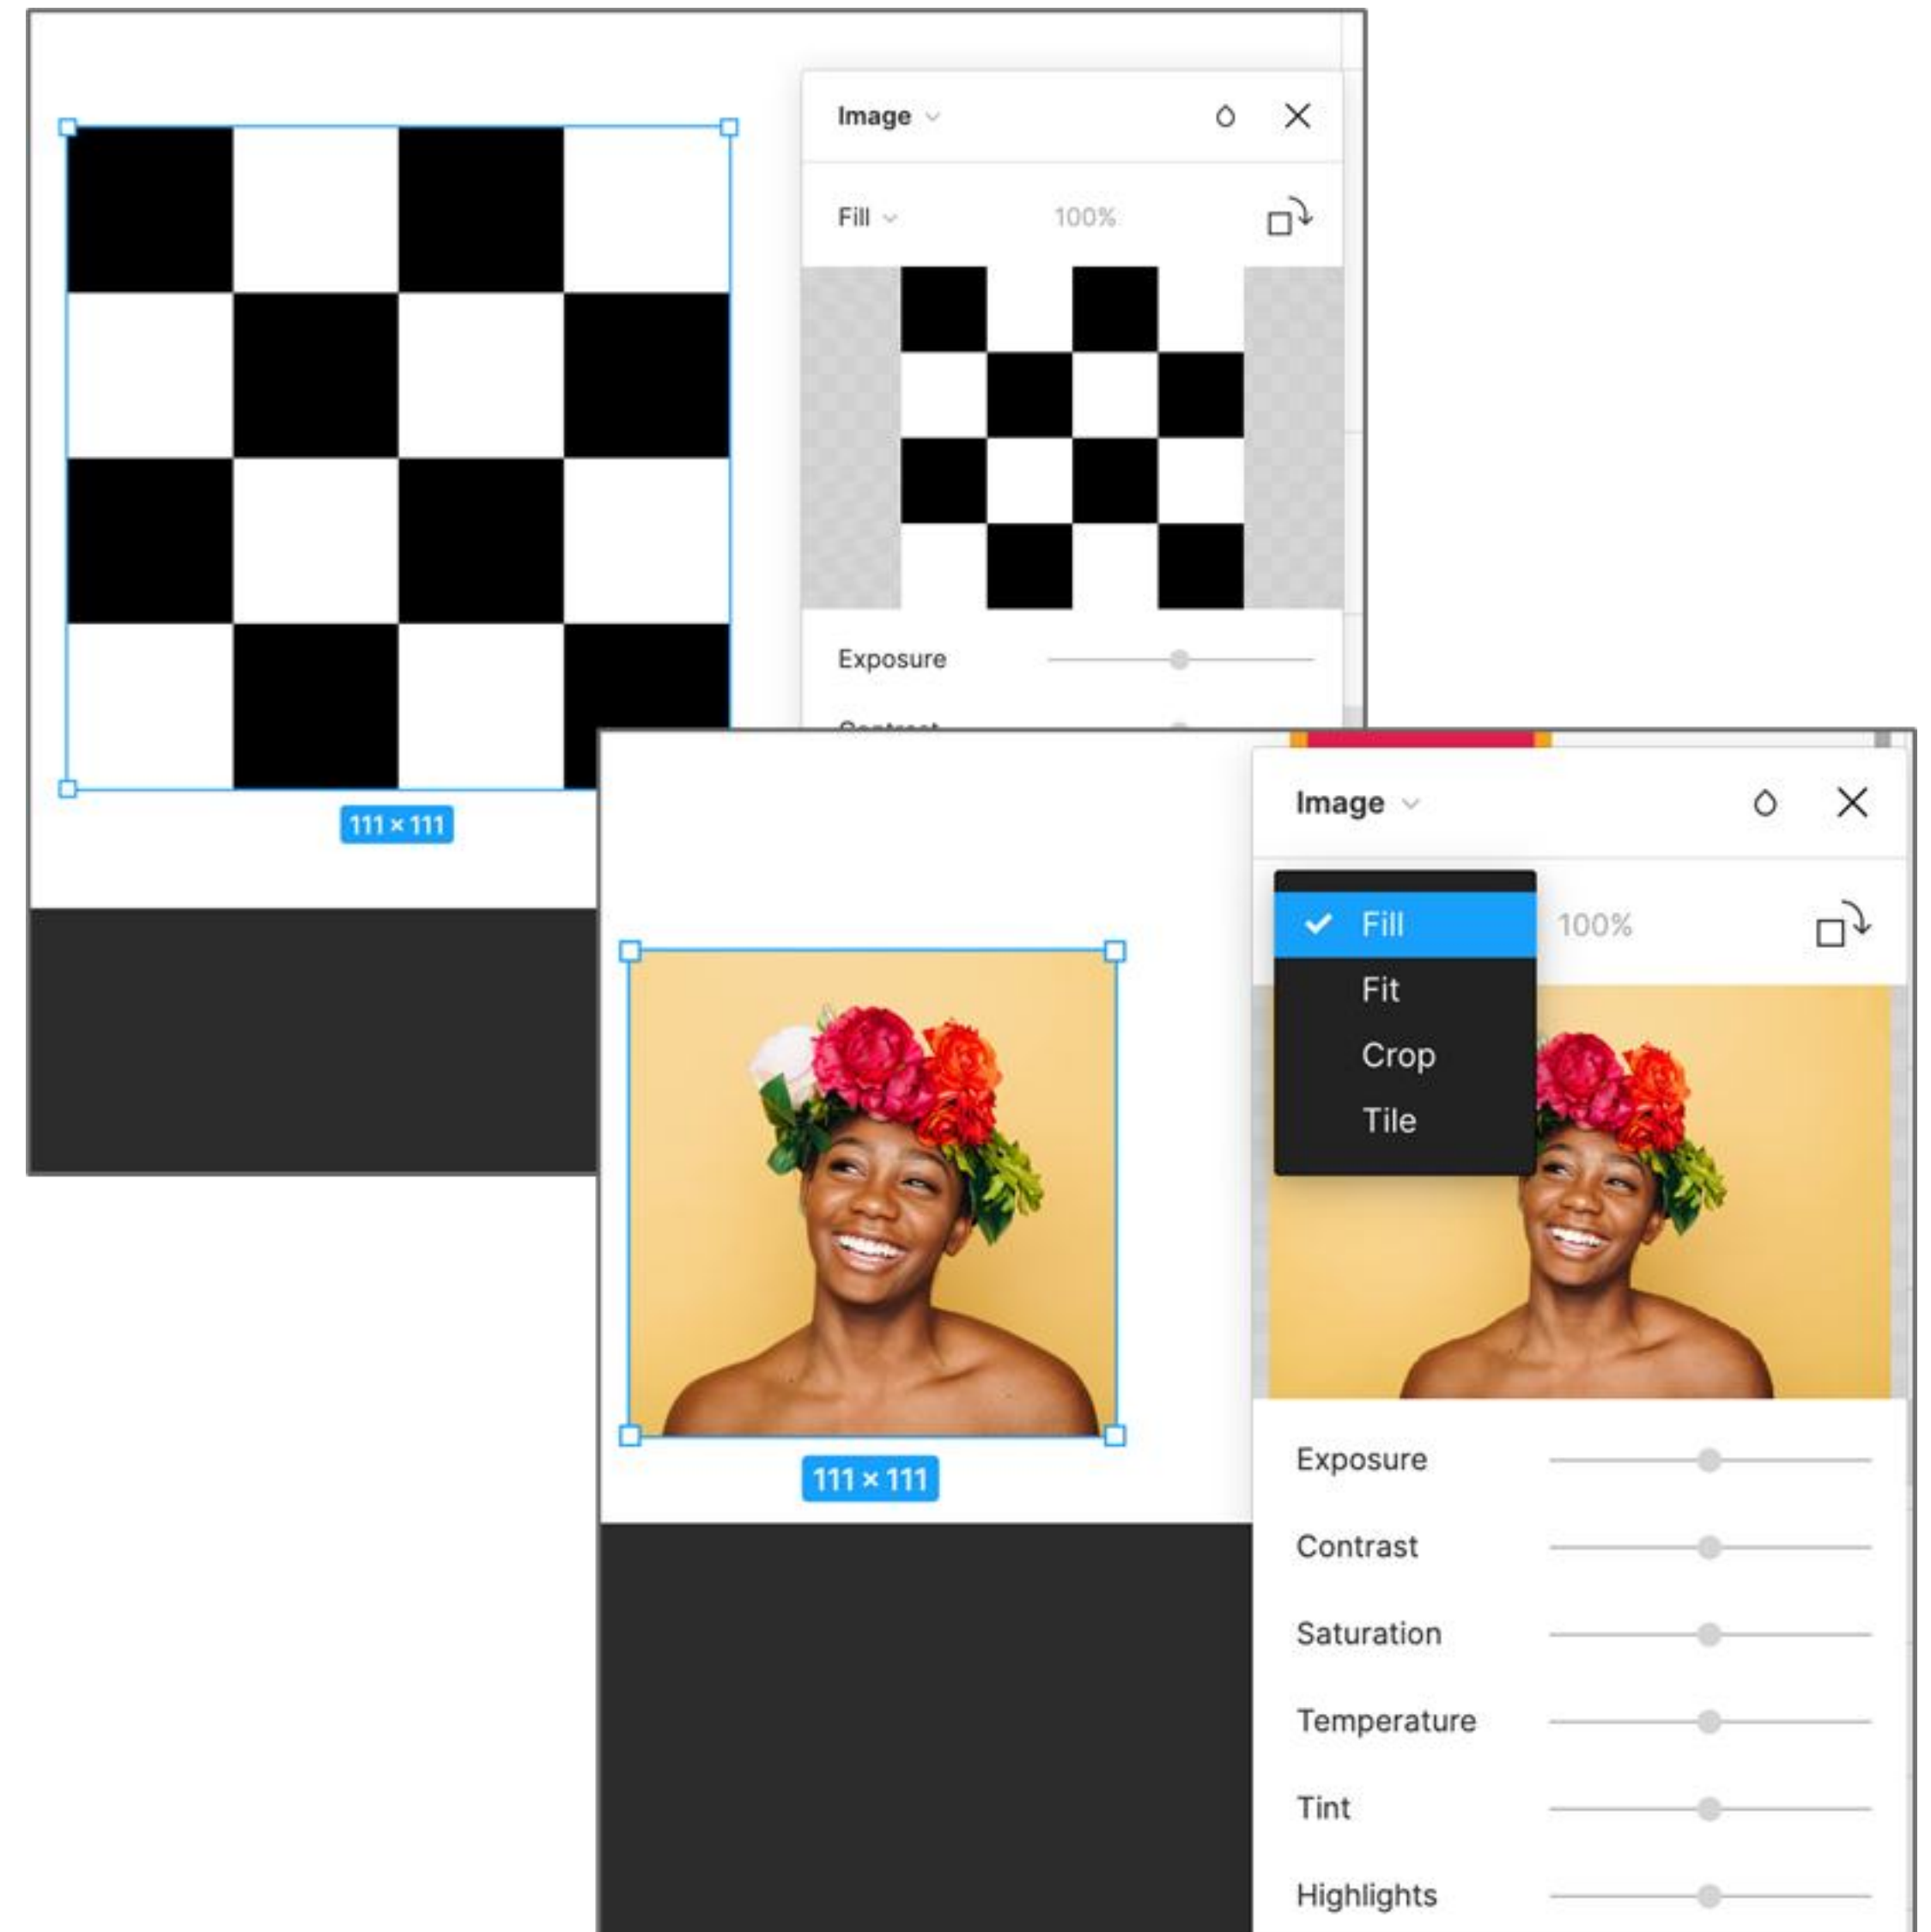 Image
Fill 100%
Exposure
Contrast
111 × 111
Image
Fill 100%
Fit
Crop
Tile
111 × 111
Exposure
Contrast
Saturation
Temperature
Tint
Highlights